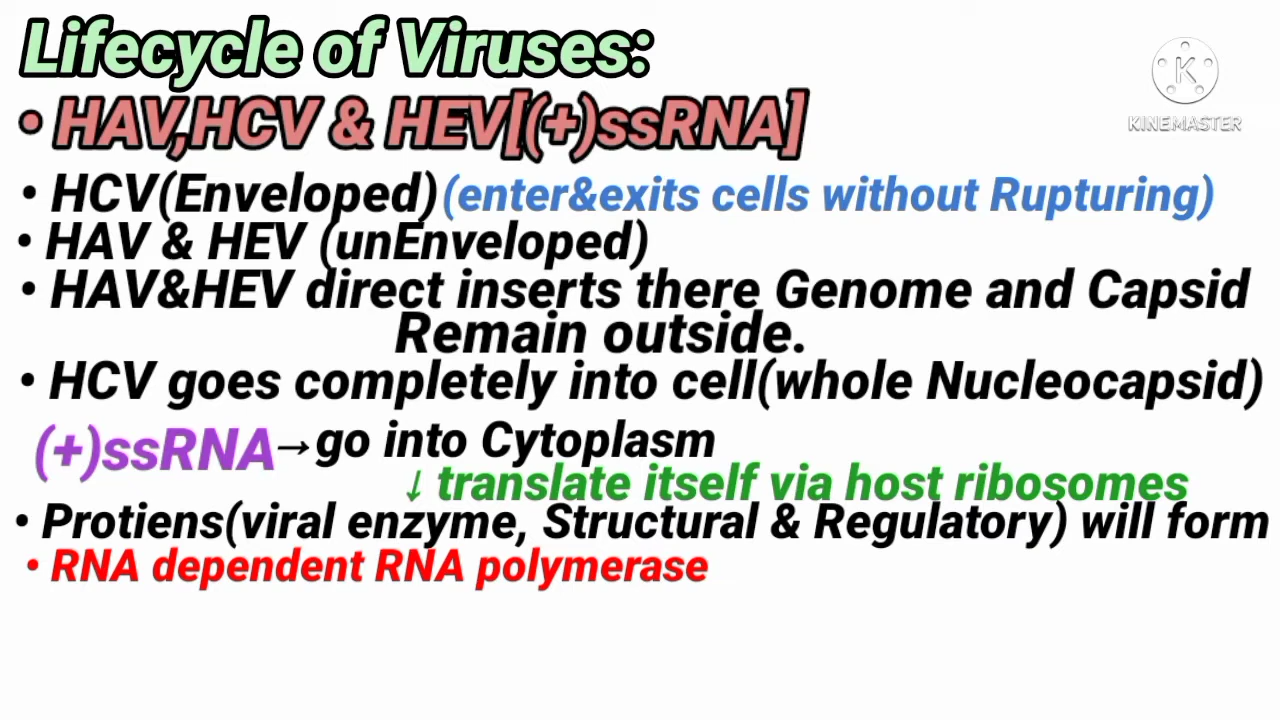 Lifecycle of Viruses:
• HAV,HCV & HEV[(+)ssRNA]
• HCV(Enveloped) (enter&exits cells without Rupturing)
• HAV & HEV (unEnveloped)
• HAV&HEV direct inserts there Genome and Capsid
Remain outside.
• HCV goes completely into cell(whole Nucleocapsid)
(+)ssRNA→go into Cytoplasm
↓ translate itself via host ribosomes
• Protiens(viral enzyme, Structural & Regulatory) will form
• RNA dependent RNA polymerase
K
KINEMASTER